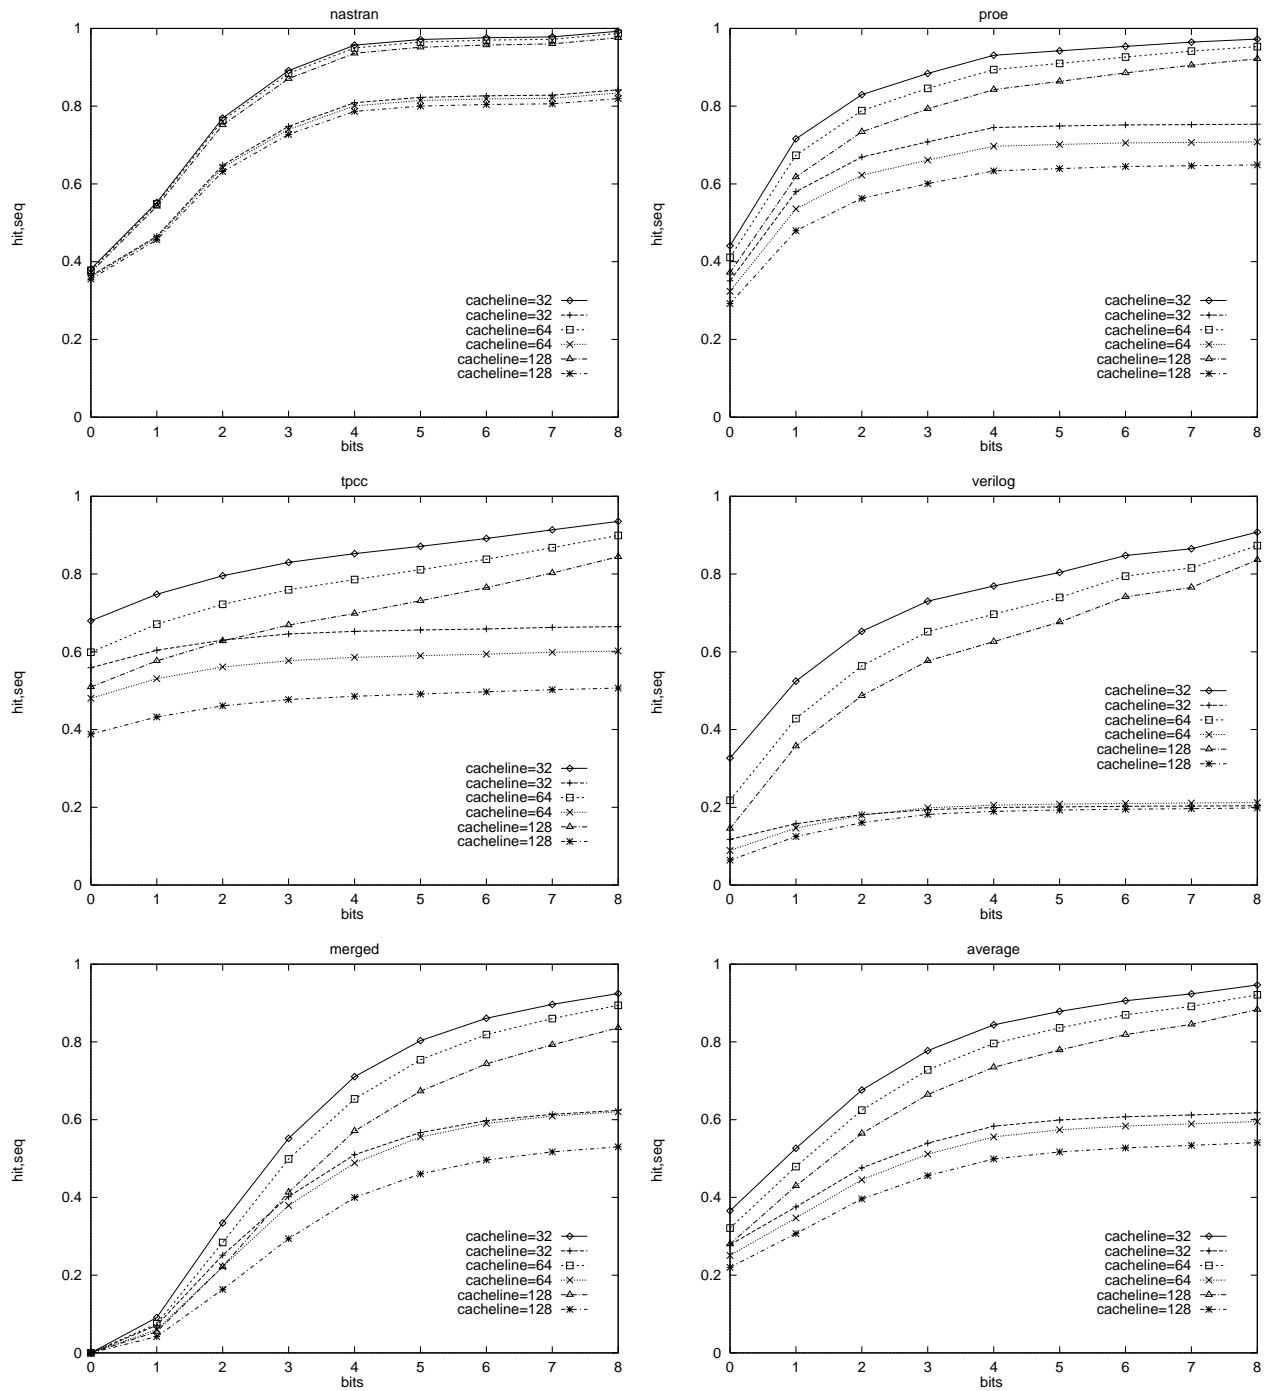 nastran
1
0.8
0.6
hit,seq
0.4
cacheline=32
cacheline=32
cacheline=64
cacheline=64
cacheline=128
cacheline=128
0.2
0
0 1 2 3 4 5 6 7 8
bits
proe
1
0.8
0.6
hit,seq
0.4
cacheline=32
cacheline=32
cacheline=64
cacheline=64
cacheline=128
cacheline=128
0.2
0
0 1 2 3 4 5 6 7 8
bits
tpcc
1
0.8
0.6
hit,seq
0.4
cacheline=32
cacheline=32
cacheline=64
cacheline=64
cacheline=128
cacheline=128
0.2
0
0 1 2 3 4 5 6 7 8
bits
verilog
1
0.8
0.6
hit,seq
0.4
cacheline=32
cacheline=32
cacheline=64
cacheline=64
cacheline=128
cacheline=128
0.2
0
0 1 2 3 4 5 6 7 8
bits
merged
1
0.8
0.6
hit,seq
0.4
cacheline=32
cacheline=32
cacheline=64
cacheline=64
cacheline=128
cacheline=128
0.2
0
0 1 2 3 4 5 6 7 8
bits
average
1
0.8
0.6
hit,seq
0.4
cacheline=32
cacheline=32
cacheline=64
cacheline=64
cacheline=128
cacheline=128
0.2
0
0 1 2 3 4 5 6 7 8
bits